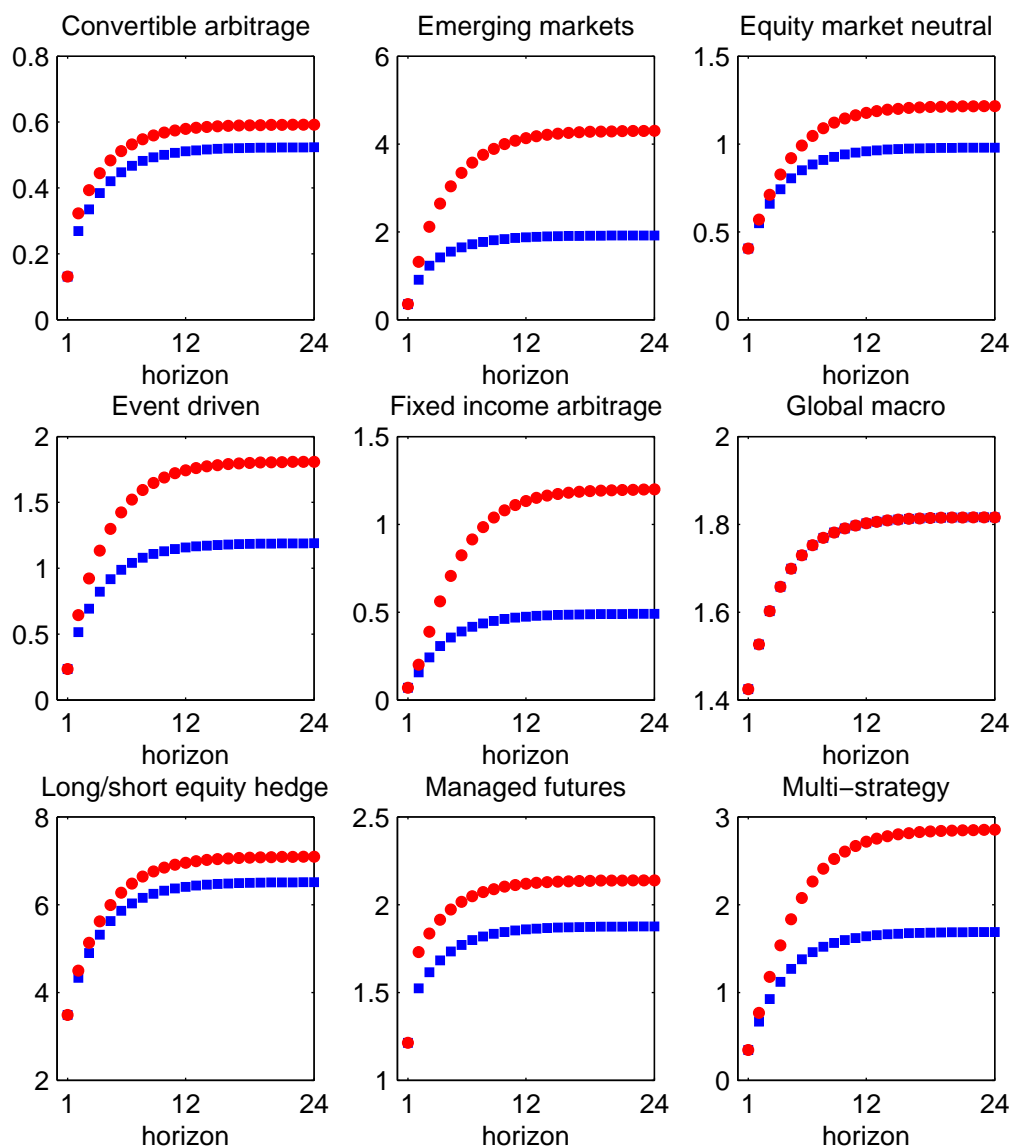 Convertible arbitrage
0.8
0.6
0.4
0.2
0
1 12 24
horizon
Emerging markets
6
4
2
0
1 12 24
horizon
Equity market neutral
1.5
1
0.5
0
1 12 24
horizon
Event driven
2
1.5
1
0.5
0
1 12 24
horizon
Fixed income arbitrage
1.5
1
0.5
0
1 12 24
horizon
Global macro
2
1.8
1.6
1.4
1 12 24
horizon
Long/short equity hedge
8
6
4
2
1 12 24
horizon
Managed futures
2.5
2
1.5
1
1 12 24
horizon
Multi−strategy
3
2
1
0
1 12 24
horizon